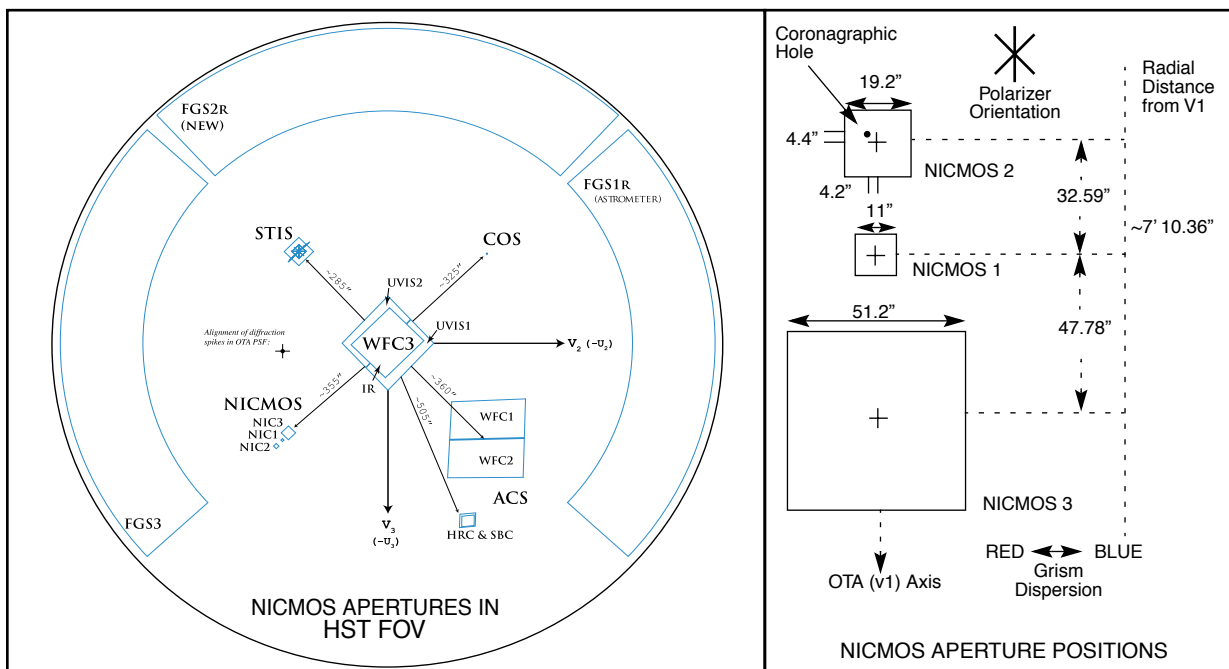 FGS2R
(NEW)
FGS1R
(ASTROMETER)
STIS
COS
~285”
~325”
UVIS2
UVIS1
Alignment of diffraction
spikes in OTA PSF:
WFC3
V2 (-U2)
IR
~355”
~360”
~505”
NICMOS
NIC3
NIC1
NIC2
WFC1
WFC2
ACS
FGS3
V3
(-U3)
HRC & SBC
NICMOS APERTURES IN
HST FOV
Coronagraphic
Hole
19.2”
Polarizer
Orientation
Radial
Distance
from V1
4.4”
NICMOS 2
4.2”
32.59”
11”
~7’ 10.36”
NICMOS 1
51.2”
47.78”
NICMOS 3
RED
BLUE
Grism
Dispersion
OTA (v1) Axis
NICMOS APERTURE POSITIONS